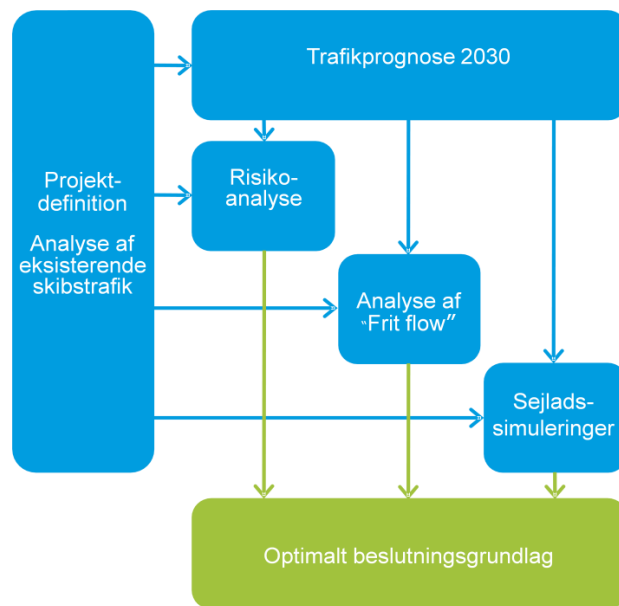 Trafikprognose 2030
Projekt-
definition
Analyse af
eksisterende
skibstrafik
Risiko-
analyse
Analyse af
“Frit flow”
Sejlads-
simuleringer
Optimalt beslutningsgrundlag